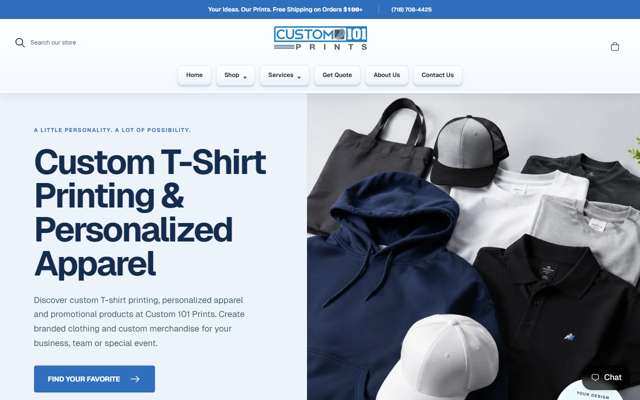 Your Ideas. Our Prints. Free Shipping on Orders
(718) 708-4425
Search our store
CUSTOM 101
PRINTS
Home
Shop
Services
Get Quote
About Us
Contact Us
A LITTLE PERSONALITY. A LOT OF POSSIBILITY.
Custom T-Shirt
Printing &
Personalized
Apparel
Discover custom T-shirt printing, personalized apparel
and promotional products at Custom 101 Prints. Create
branded clothing and custom merchandise for your
business, team or special event.
FIND YOUR FAVORITE
Chat
YOUR DESIGN